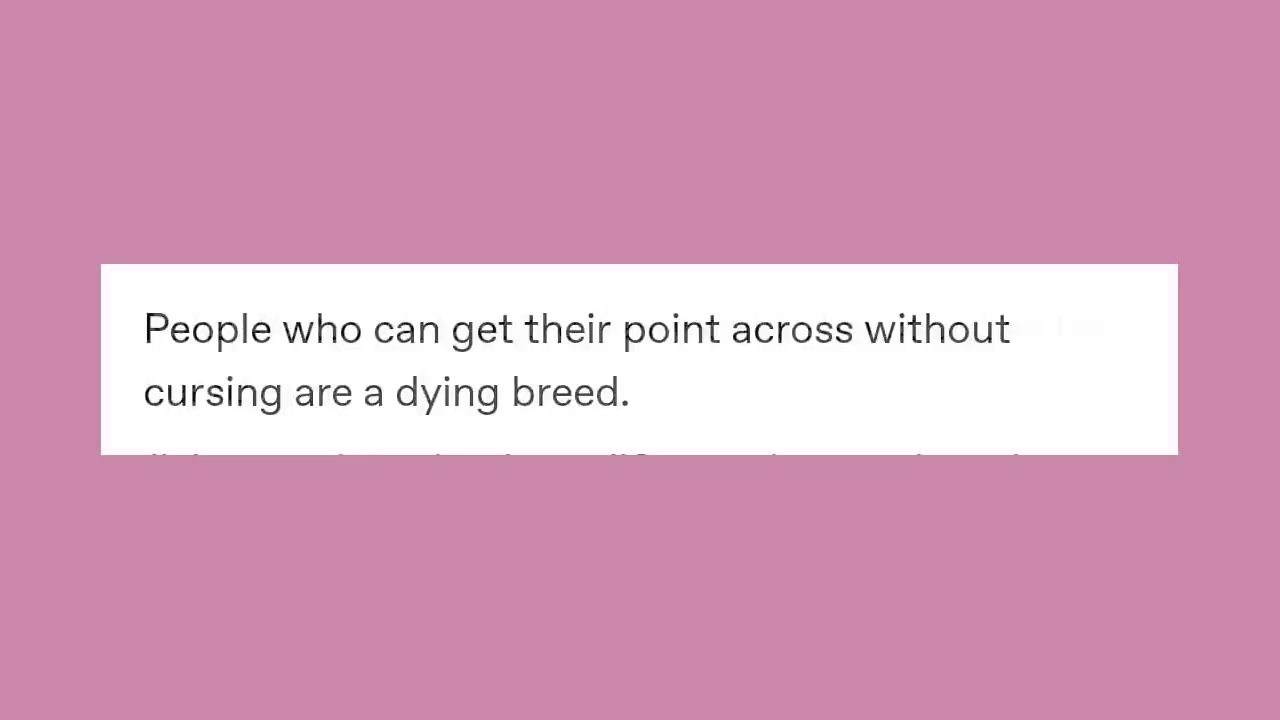 People who can get their point across without
cursing are a dying breed.